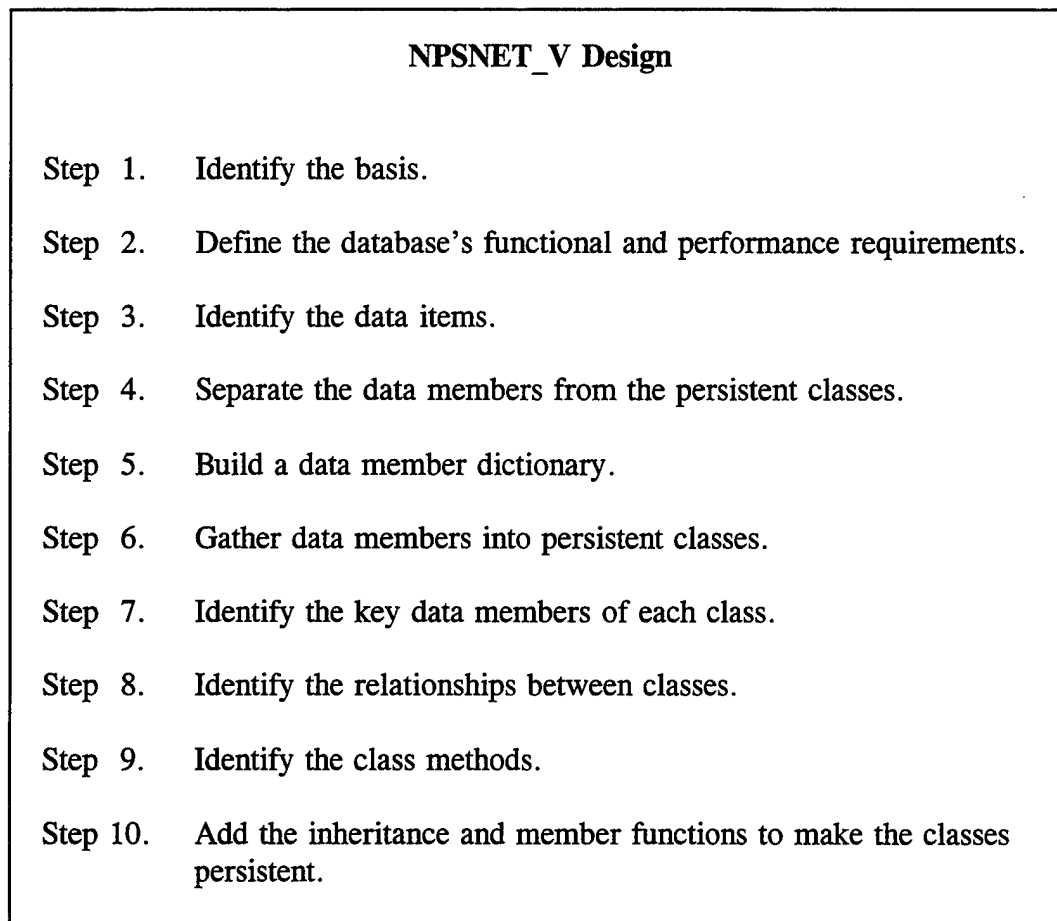 NPSNET_V Design
Step 1. Identify the basis.
Step 2. Define the database's functional and performance requirements.
Step 3. Identify the data items.
Step 4. Separate the data members from the persistent classes.
Step 5. Build a data member dictionary.
Step 6. Gather data members into persistent classes.
Step 7. Identify the key data members of each class.
Step 8. Identify the relationships between classes.
Step 9. Identify the class methods.
Step 10. Add the inheritance and member functions to make the classes
persistent.